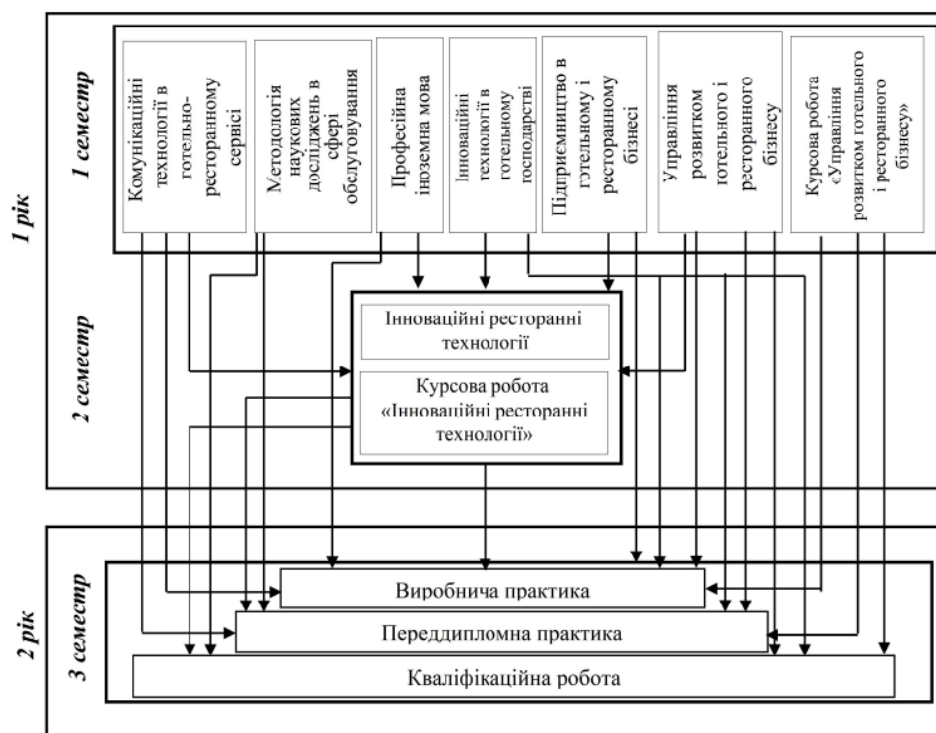 1 рік
1 семестр
Комунікаційні
технології в
готельно-
ресторанному
сервісі
Методологія
наукових
досліджень в
сфері
обслуговування
Професійна
іноземна мова
Інноваційні
технології в
готельному
господарстві
Підприємництво в
готельному і
ресторанному
бізнесі
Управління
розвитком
готельного і
ресторанного
бізнесу
Курсова робота
«Управління
розвитком готельного
і ресторанного
бізнесу»
2 семестр
Інноваційні ресторанні
технології
Курсова робота
«Інноваційні ресторанні
технології»
2 рік
3 семестр
Виробнича практика
Переддипломна практика
Кваліфікаційна робота